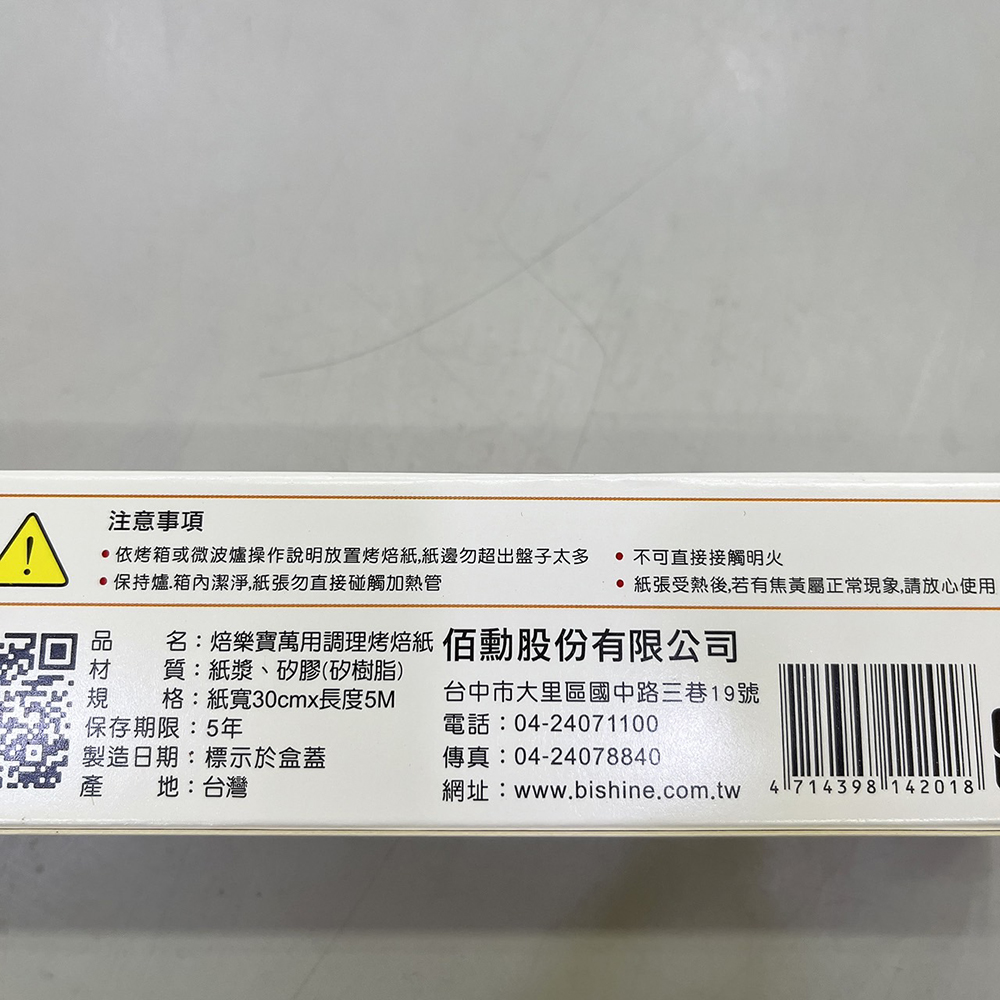 注意事項
•依烤箱或微波爐操作說明放置烤焙紙,紙邊勿超出盤子太多
•不可直接接觸明火
•保持爐.箱內潔淨,紙張勿直接碰觸加熱管
•紙張受熱後,若有焦黃屬正常現象,請放心使用
品 名：焙樂寶萬用調理烤焙紙
材 質：紙漿、矽膠(矽樹脂)
規 格：紙寬30cmx長度5M
保存期限：5年
製造日期：標示於盒蓋
產 地：台灣
佰勳股份有限公司
台中市大里區國中路三巷19號
電話：04-24071100
傳真：04-24078840
網址：www.bishine.com.tw
4 714398 142018